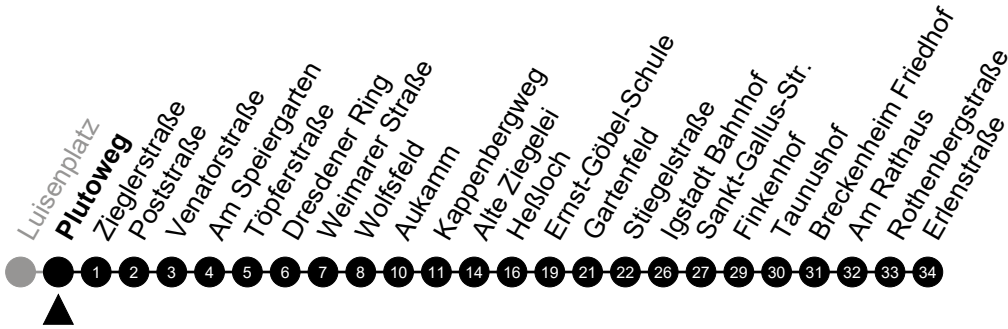 Luisenplatz
Plutoweg
Zieglerstraße
Poststraße
Venatorstraße
Am Speiergarten
Töpferstraße
Dresdener Ring
Weimarer Straße
Wolfsfeld
Aukamm
Kappenbergweg
Alte Ziegelei
Heßloch
Ernst-Göbel-Schule
Gartenfeld
Stiegelstraße
Igstadt Bahnhof
Sankt-Gallus-Str.
Finkenhof
Taunushof
Breckenheim Friedhof
Am Rathaus
Rothenbergstraße
Erlenstraße
1 2 3 4 5 6 7 8 10 11 14 16 19 21 22 26 27 29 30 31 32 33 34